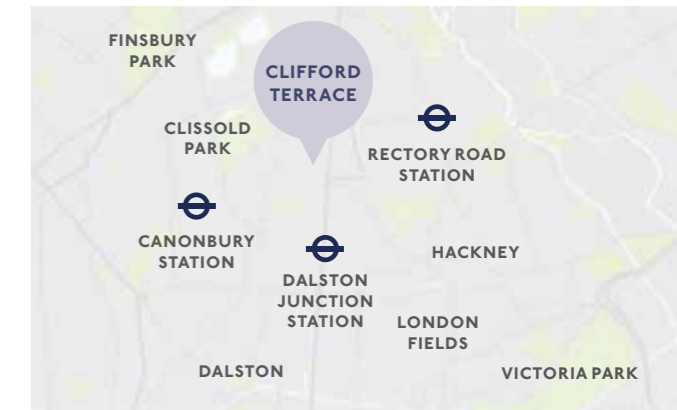 FINSBURY
PARK
CLIFFORD
TERRACE
CLISSOLD
PARK
RECTORY ROAD
STATION
CANONBURY
STATION
HACKNEY
DALSTON
JUNCTION
STATION
LONDON
FIELDS
DALSTON
VICTORIA PARK